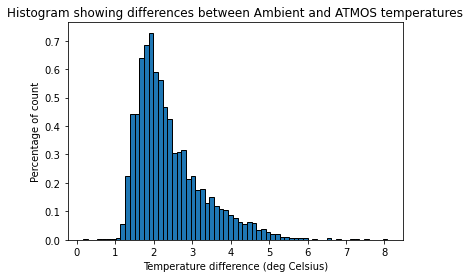 Histogram showing differences between Ambient and ATMOS temperatures
0.7
0.6
0.5
0.4
0.3
0.2
0.1
0.0
Percentage of count
0 1 2 3 4 5 6 7 8
Temperature difference (deg Celsius)